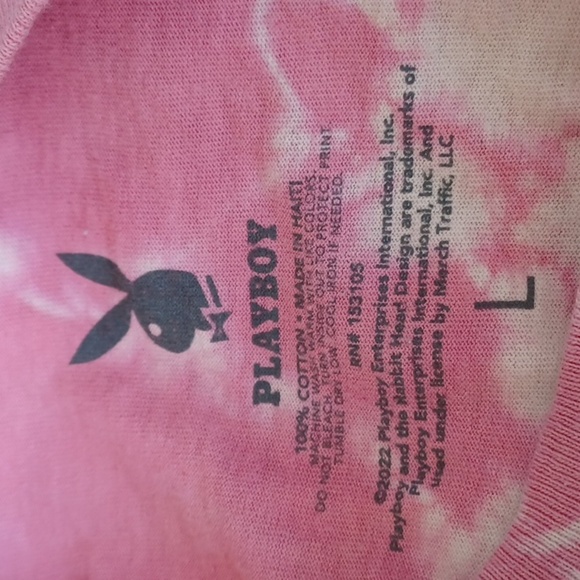 PLAYBOY
100% COTTON • MADE IN HAITI
MACHINE WASH WARM WITH LIKE COLORS.
DO NOT BLEACH. TURN INSIDE OUT TO PROTECT PRINT.
TUMBLE DRY LOW. COOL IRON IF NEEDED.
RN# 153105
©2022 Playboy Enterprises International, Inc.
Playboy and the Rabbit Head Design are trademarks of
Playboy Enterprises International, Inc. And
used under license by Merch Traffic, LLC
L